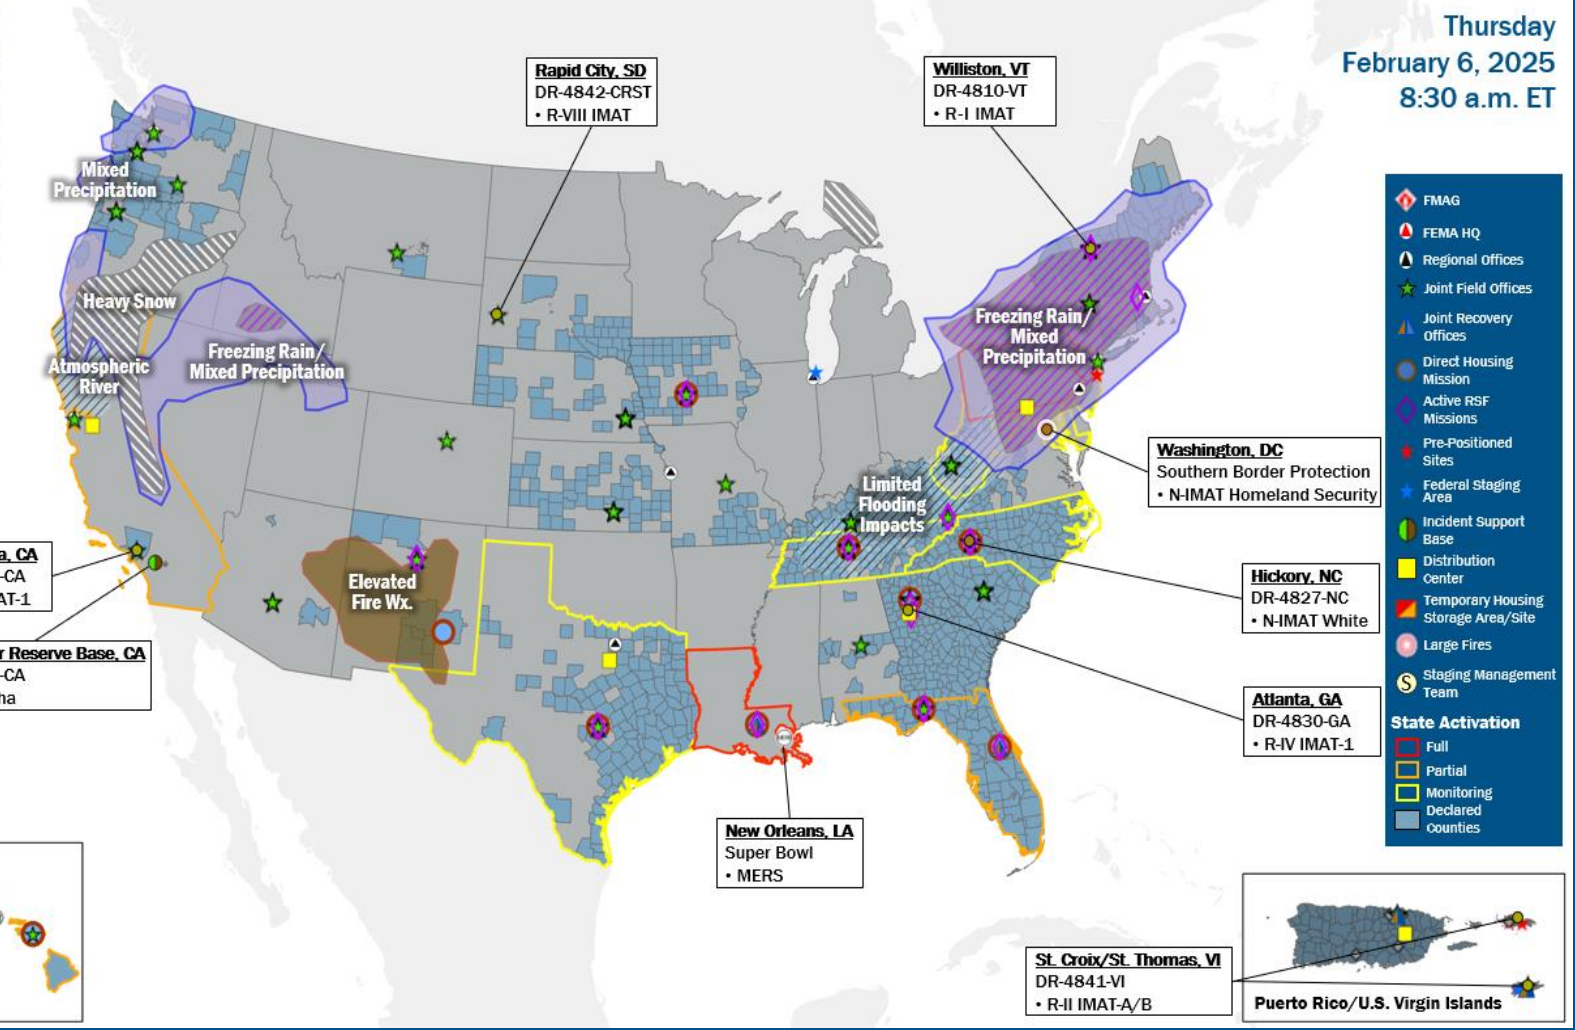 Thursday
February 6, 2025
8:30 a.m. ET
Rapid City, SD
DR-4842-CRST
• R-VIII IMAT
Williston, VT
DR-4810-VT
• R-I IMAT
Mixed
Precipitation
Heavy Snow
Atmospheric
River
Freezing Rain/
Mixed Precipitation
Freezing Rain/
Mixed
Precipitation
Limited
Flooding
Impacts
Elevated
Fire Wx.
Washington, DC
Southern Border Protection
• N-IMAT Homeland Security
a, CA
-CA
AT-1
r Reserve Base, CA
-CA
ha
Hickory, NC
DR-4827-NC
• N-IMAT White
Atlanta, GA
DR-4830-GA
• R-IV IMAT-1
New Orleans, LA
Super Bowl
• MERS
St. Croix/St. Thomas, VI
DR-4841-VI
• R-II IMAT-A/B
Puerto Rico/U.S. Virgin Islands
FMAG
FEMA HQ
Regional Offices
Joint Field Offices
Joint Recovery
Offices
Direct Housing
Mission
Active RSF
Missions
Pre-Positioned
Sites
Federal Staging
Area
Incident Support
Base
Distribution
Center
Temporary Housing
Storage Area/Site
Large Fires
S
Staging Management
Team
State Activation
Full
Partial
Monitoring
Declared
Counties